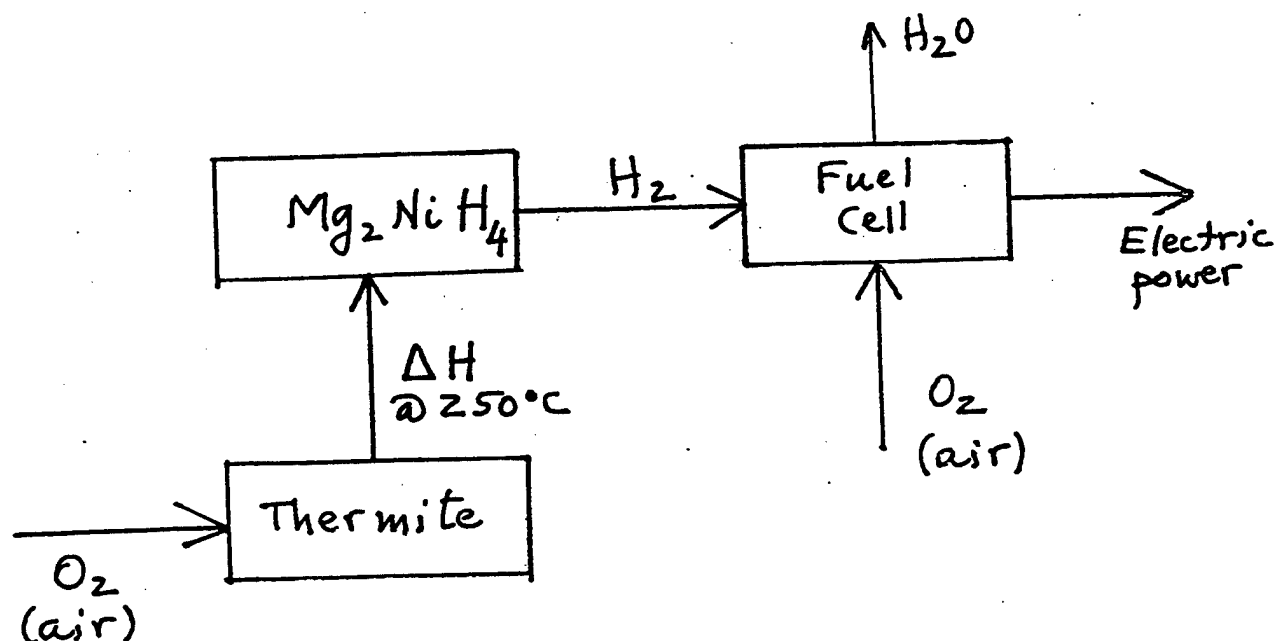 H₂O
Mg₂NiH₄
H₂
Fuel
Cell
Electric
power
ΔH
@250°C
O₂
(air)
Thermite
O₂
(air)